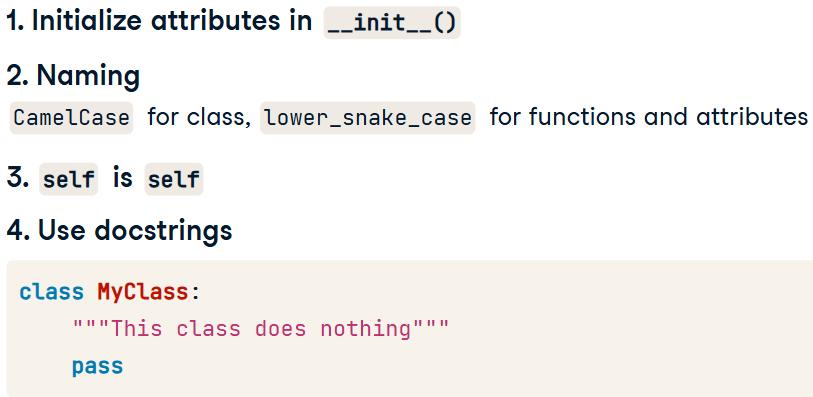 1. Initialize attributes in __init__()
2. Naming
CamelCase for class, lower_snake_case for functions and attributes
3. self is self
4. Use docstrings
class MyClass:
    """This class does nothing"""
    pass